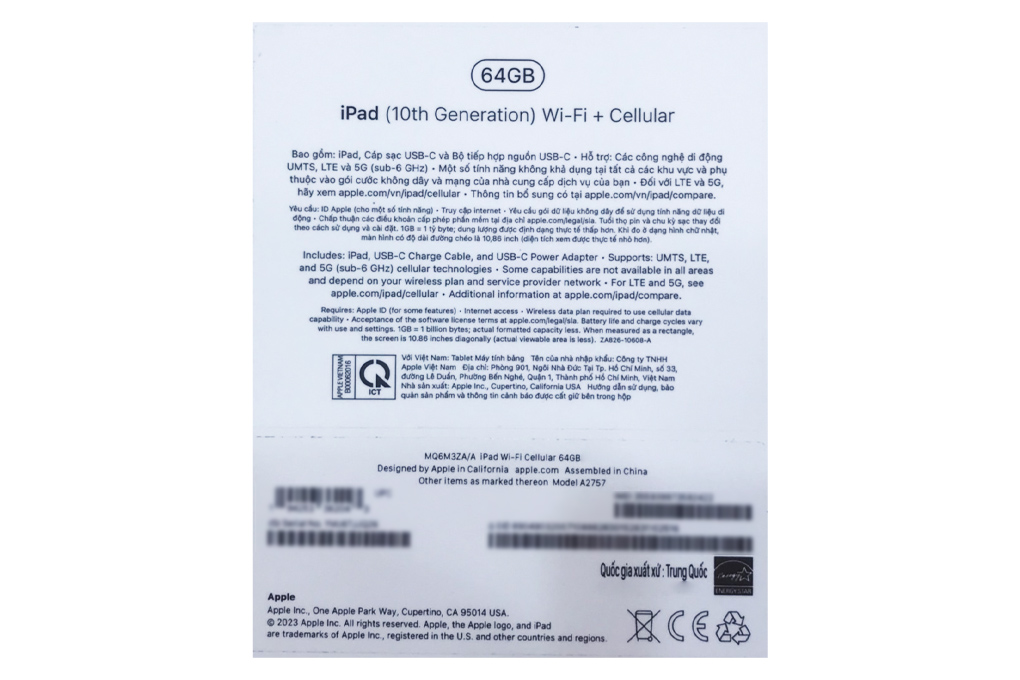 64GB
iPad (10th Generation) Wi-Fi + Cellular
Bao gồm: iPad, Cáp sạc USB-C và Bộ tiếp hợp nguồn USB-C • Hỗ trợ: Các công nghệ di động
UMTS, LTE và 5G (sub-6 GHz) • Một số tính năng không khả dụng tại tất cả các khu vực và phụ
thuộc vào gói cước không dây và mạng của nhà cung cấp dịch vụ của bạn • Đối với LTE và 5G,
hãy xem apple.com/vn/ipad/cellular • Thông tin bổ sung có tại apple.com/vn/ipad/compare.
Yêu cầu: ID Apple (cho một số tính năng) • Truy cập internet • Yêu cầu gói dữ liệu không dây để sử dụng tính năng dữ liệu di
động • Chấp thuận các điều khoản cấp phép phần mềm tại địa chỉ apple.com/legal/sla. Tuổi thọ pin và chu kỳ sạc thay đổi
theo cách sử dụng và cài đặt. 1GB = 1 tỷ byte; dung lượng được định dạng thực tế thấp hơn. Khi đo ở dạng hình chữ nhật,
màn hình có độ dài đường chéo là 10,86 inch (diện tích xem được thực tế nhỏ hơn).
Includes: iPad, USB-C Charge Cable, and USB-C Power Adapter • Supports: UMTS, LTE,
and 5G (sub-6 GHz) cellular technologies • Some capabilities are not available in all areas
and depend on your wireless plan and service provider network • For LTE and 5G, see
apple.com/ipad/cellular • Additional information at apple.com/ipad/compare.
Requires: Apple ID (for some features) • Internet access • Wireless data plan required to use cellular data
capability • Acceptance of the software license terms at apple.com/legal/sla. Battery life and charge cycles vary
with use and settings. 1GB = 1 billion bytes; actual formatted capacity less. When measured as a rectangle,
the screen is 10.86 inches diagonally (actual viewable area is less). ZA826-10608-A
APPLE VIETNAM
B00062016
ICT
Với Việt Nam: Tablet Máy tính bảng Tên của nhà nhập khẩu: Công ty TNHH
Apple Việt Nam Địa chỉ: Phòng 901, Ngôi Nhà Đức Tại Tp. Hồ Chí Minh, số 33,
đường Lê Duẩn, Phường Bến Nghé, Quận 1, Thành phố Hồ Chí Minh, Việt Nam
Nhà sản xuất: Apple Inc., Cupertino, California USA Hướng dẫn sử dụng, bảo
quản sản phẩm và thông tin cảnh báo được cất giữ bên trong hộp
MQ6M3ZA/A iPad Wi-Fi Cellular 64GB
Designed by Apple in California apple.com Assembled in China
Other items as marked thereon Model A2757
Quốc gia xuất xứ : Trung Quốc
ENERGY STAR
Apple
Apple Inc., One Apple Park Way, Cupertino, CA 95014 USA.
© 2023 Apple Inc. All rights reserved. Apple, the Apple logo, and iPad
are trademarks of Apple Inc., registered in the U.S. and other countries and regions.
CE